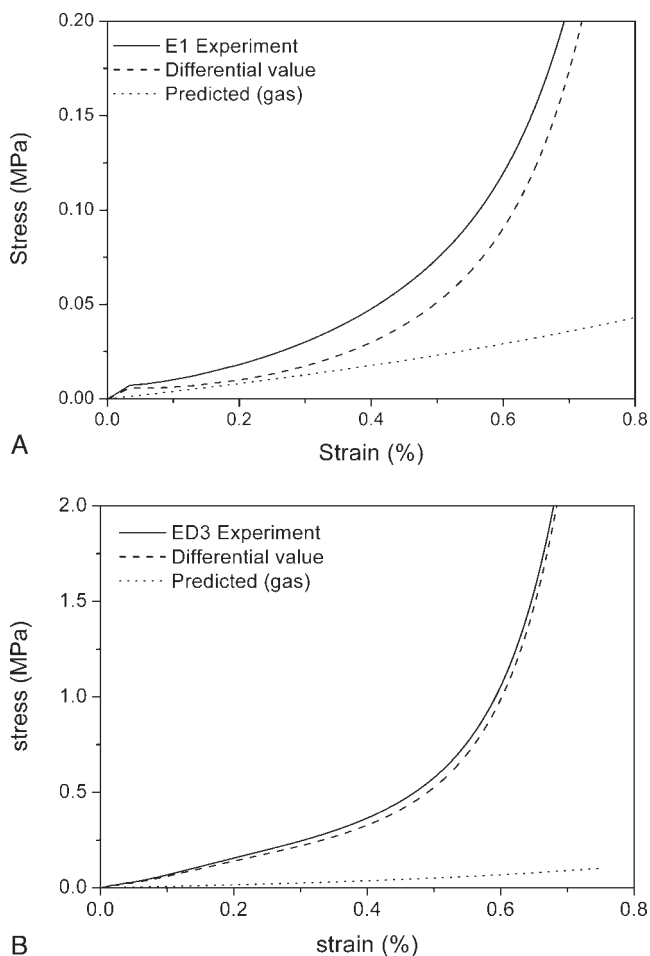 0.20
E1 Experiment
Differential value
Predicted (gas)
0.15
0.10
0.05
0.00
Stress (MPa)
0.0 0.2 0.4 0.6 0.8
Strain (%)
A
2.0
ED3 Experiment
Differential value
Predicted (gas)
1.5
1.0
0.5
0.0
stress (MPa)
0.0 0.2 0.4 0.6 0.8
strain (%)
B